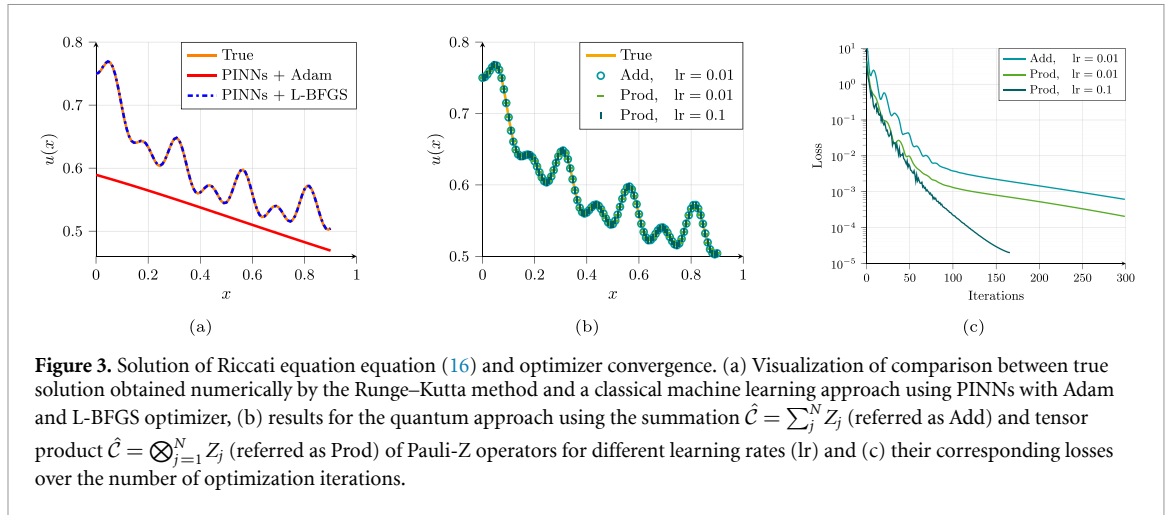 0.8
0.7
0.6
0.5
0 0.2 0.4 0.6 0.8 1
u(x)
x
True
PINNs + Adam
PINNs + L-BFGS
(a)
0.8
0.7
0.6
0.5
0.0 0.2 0.4 0.6 0.8 1
u(x)
x
True
Add, lr = 0.01
Prod, lr = 0.01
Prod, lr = 0.1
(b)
10^1
10^0
10^−1
10^−2
10^−3
10^−4
10^−5
0 50 100 150 200 250 300
Loss
Iterations
Add, lr = 0.01
Prod, lr = 0.01
Prod, lr = 0.1
(c)
Figure 3. Solution of Riccati equation equation (16) and optimizer convergence. (a) Visualization of comparison between true
solution obtained numerically by the Runge–Kutta method and a classical machine learning approach using PINNs with Adam
and L-BFGS optimizer, (b) results for the quantum approach using the summation Ĉ = ∑_j^N Z_j (referred as Add) and tensor
product Ĉ = ⨂_{j=1}^N Z_j (referred as Prod) of Pauli-Z operators for different learning rates (lr) and (c) their corresponding losses
over the number of optimization iterations.